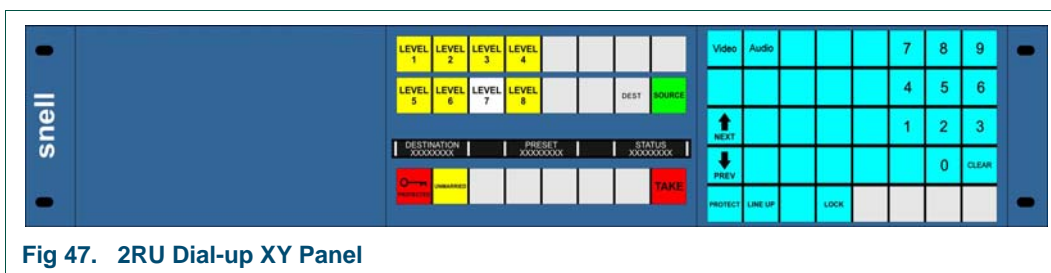 snell
LEVEL 1 LEVEL 2 LEVEL 3 LEVEL 4
LEVEL 5 LEVEL 6 LEVEL 7 LEVEL 8 DEST SOURCE
DESTINATION PRESET STATUS
XXXXXXXX XXXXXXXX XXXXXXXX
PROTECTED UNMARRIED TAKE
Video Audio 7 8 9
4 5 6
NEXT 1 2 3
PREV 0 CLEAR
PROTECT LINE UP LOCK
Fig 47. 2RU Dial-up XY Panel